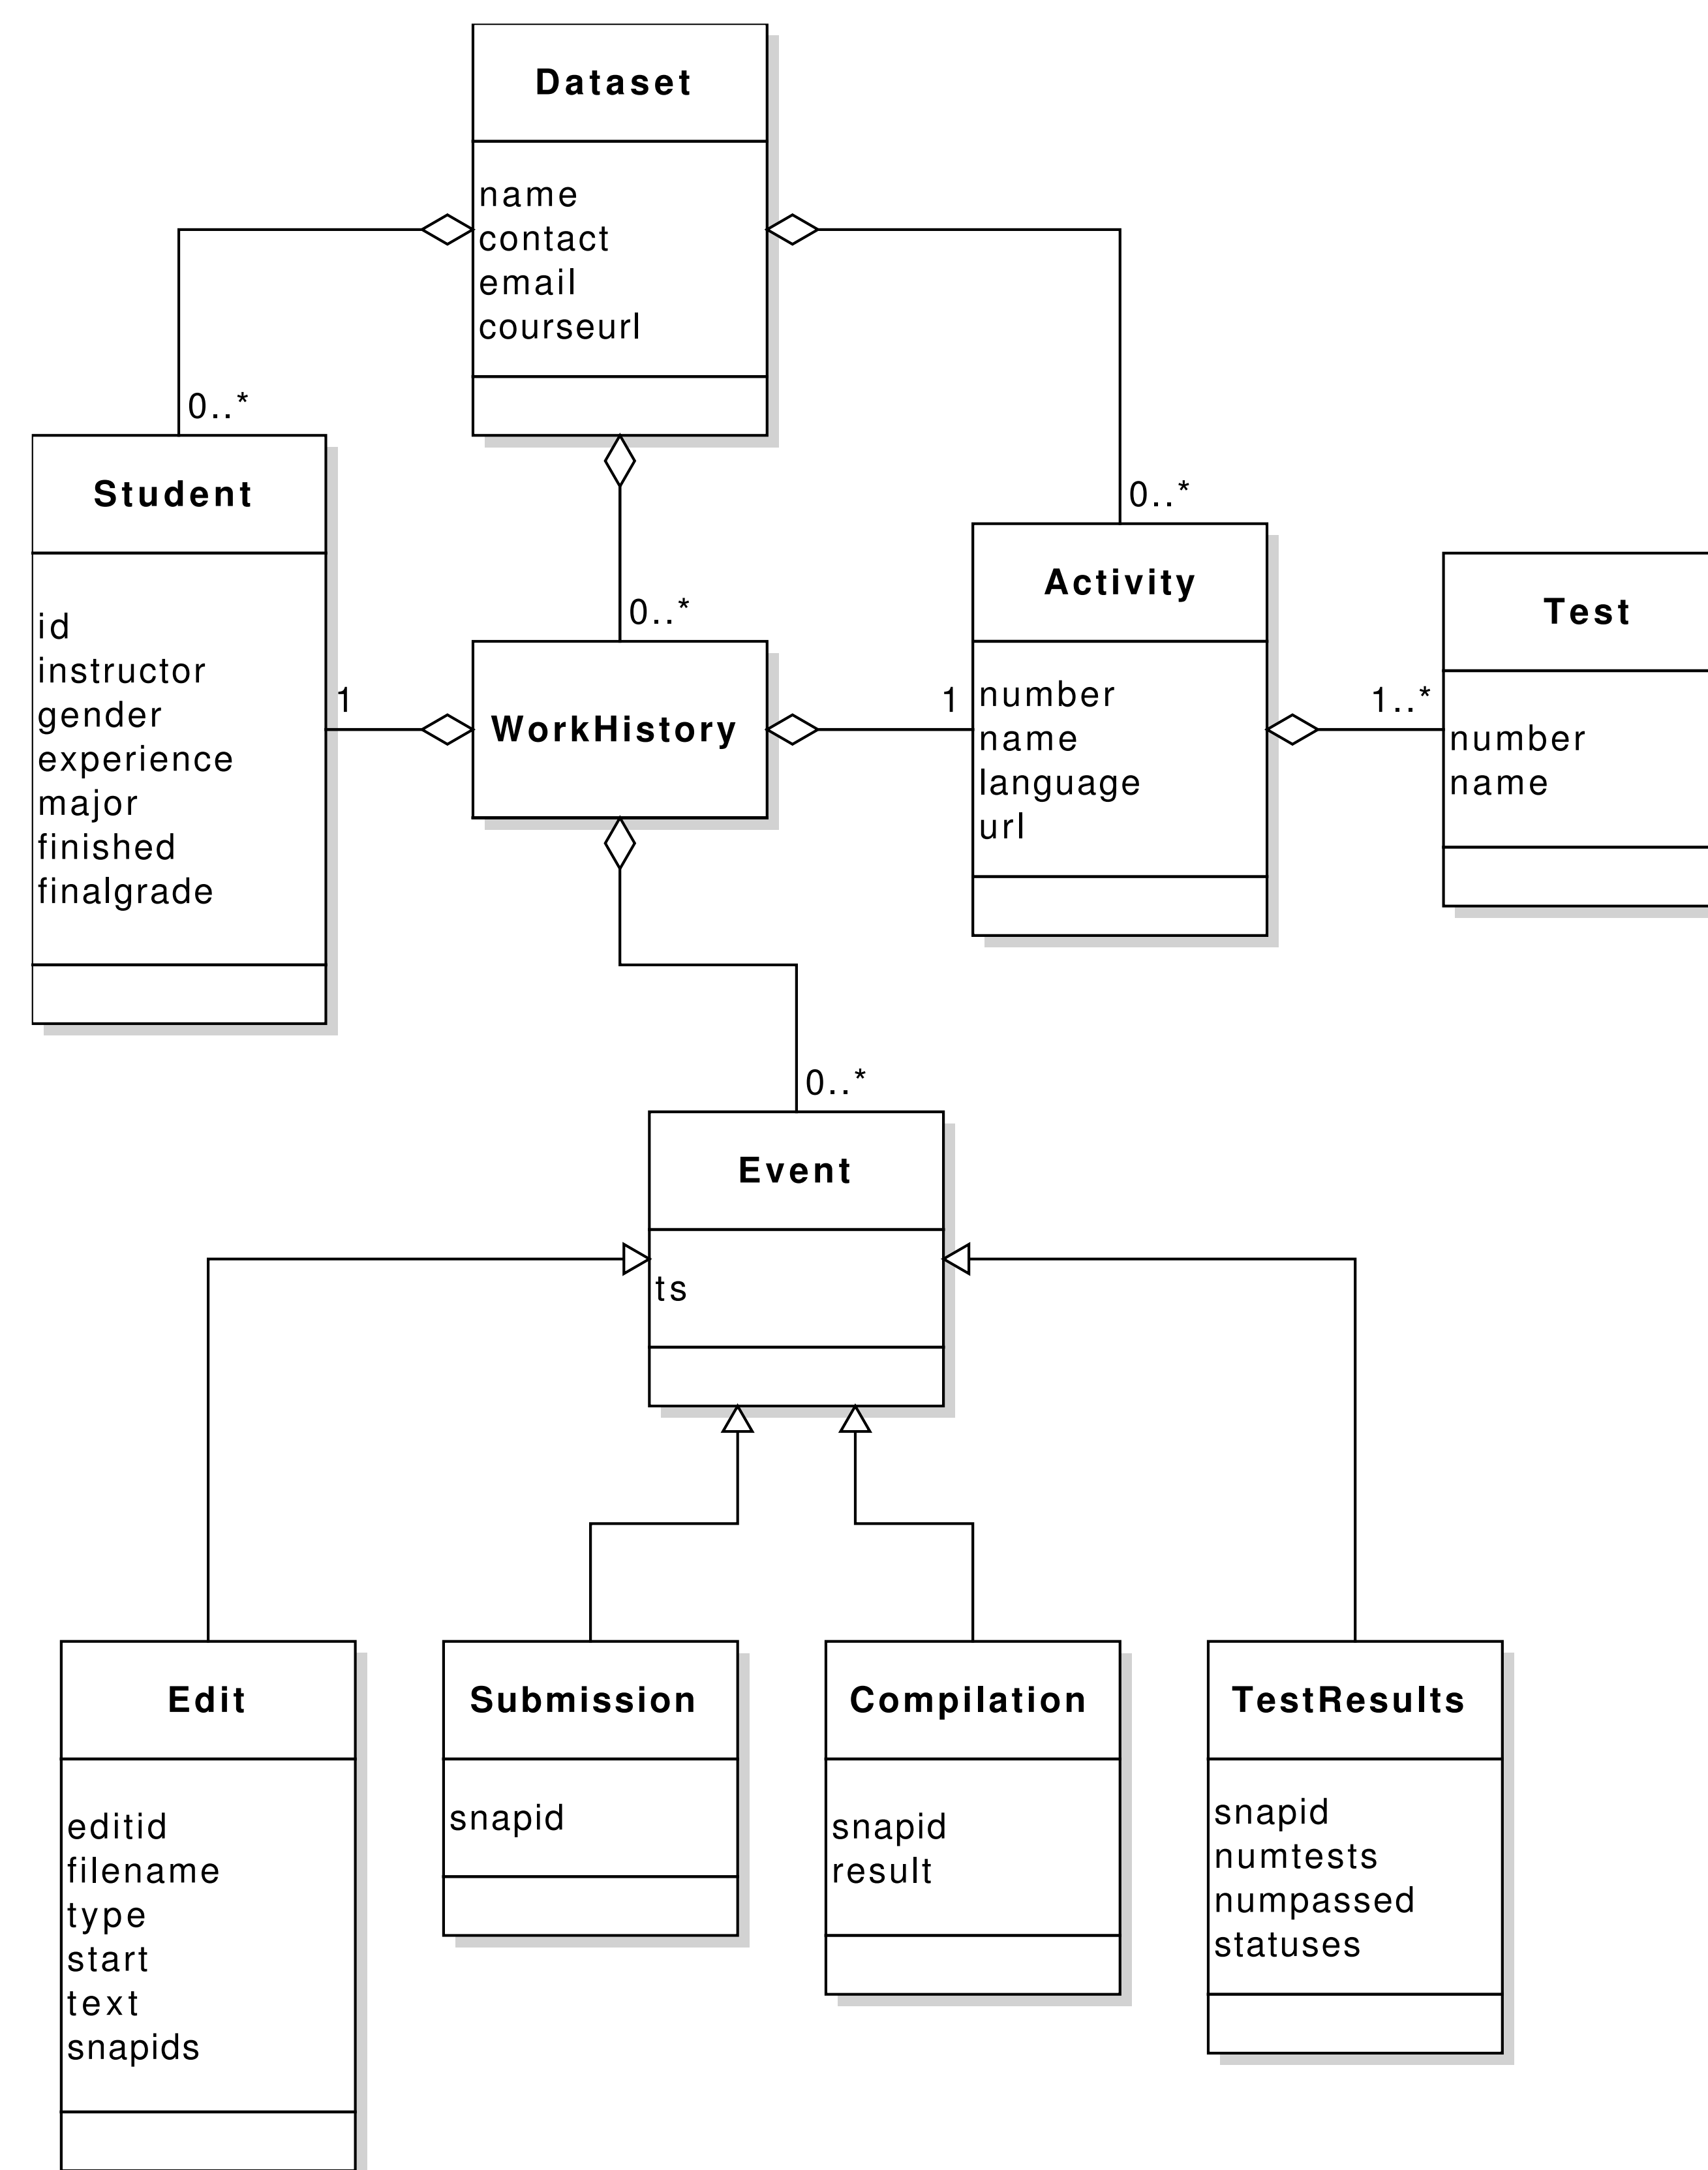 Dataset
name
contact
email
courseurl
0..*
Student
id
instructor
gender
experience
major
finished
finalgrade
0..*
1
WorkHistory
0..*
1
Activity
number
name
language
url
1..*
Test
number
name
0..*
Event
ts
Edit
editid
filename
type
start
text
snapids
Submission
snapid
Compilation
snapid
result
TestResults
snapid
numtests
numpassed
statuses